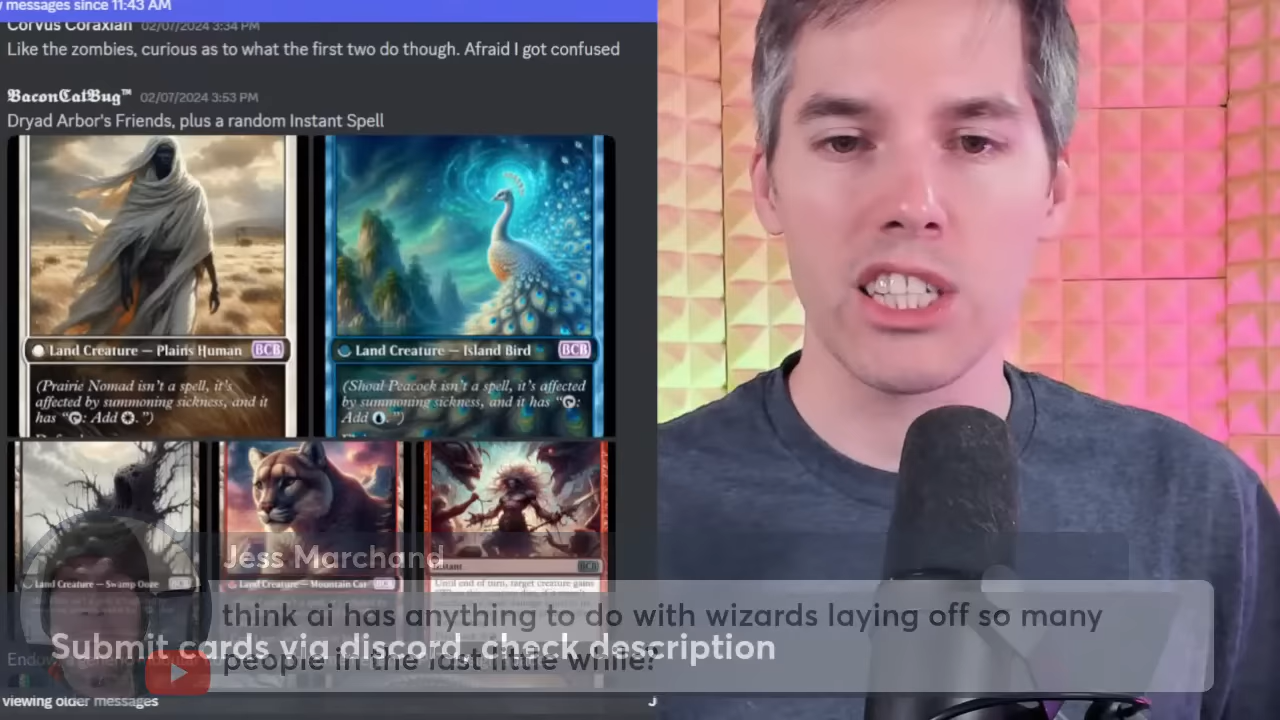 messages since 11:43 AM
Corvus Coraxian 02/07/2024 3:34 PM
Like the zombies, curious as to what the first two do though. Afraid I got confused
BaconCatBug™ 02/07/2024 3:53 PM
Dryad Arbor's Friends, plus a random Instant Spell
Land Creature — Plains Human BCB
(Prairie Nomad isn't a spell, it's
affected by summoning sickness, and it
has ": Add .")
Land Creature — Island Bird BCB
(Shoal Peacock isn't a spell, it's affected
by summoning sickness, and it has ":
Add .")
Land Creature — Swamp Ooze BCB
Land Creature — Mountain Cat BCB
Instant BCB
Until end of turn, target creature gains
Jess Marchand
think ai has anything to do with wizards laying off so many
people in the last little while?
Submit cards via discord, check description
viewing older messages